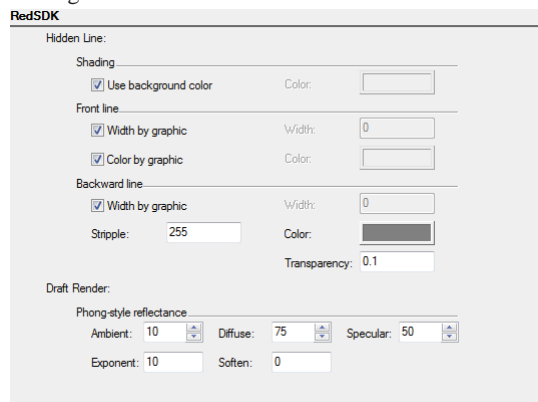 RedSDK
Hidden Line:
Shading
Use background color Color:
Front line
Width by graphic Width: 0
Color by graphic Color:
Backward line
Width by graphic Width: 0
Stripple: 255 Color:
Transparency: 0.1
Draft Render:
Phong-style reflectance
Ambient: 10 Diffuse: 75 Specular: 50
Exponent: 10 Soften: 0